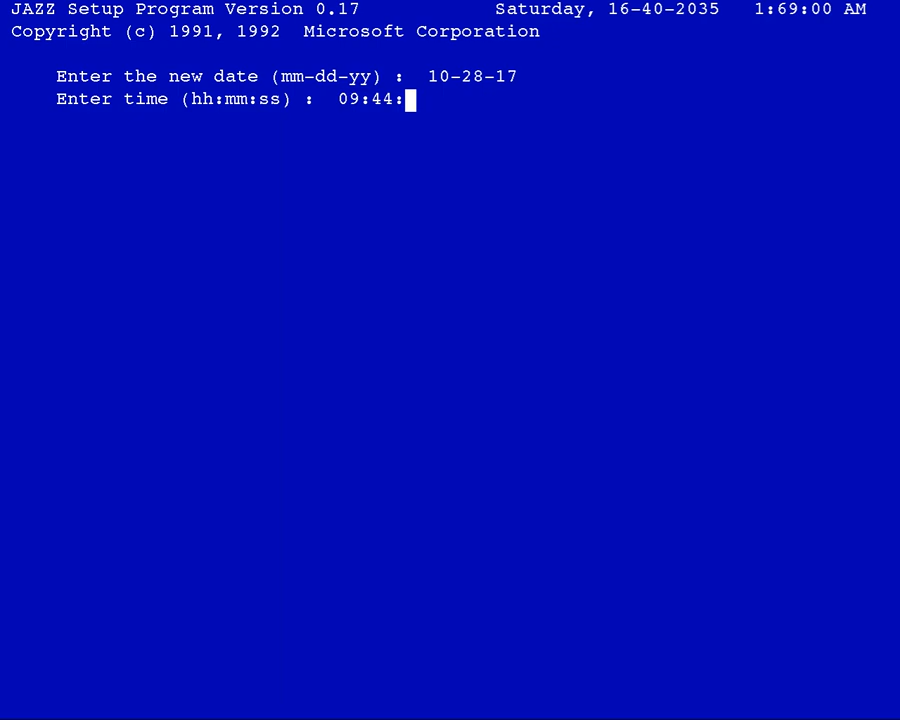 JAZZ Setup Program Version 0.17            Saturday, 16-40-2035   1:69:00 AM
Copyright (c) 1991, 1992  Microsoft Corporation
Enter the new date (mm-dd-yy) :  10-28-17
Enter time (hh:mm:ss) :  09:44: